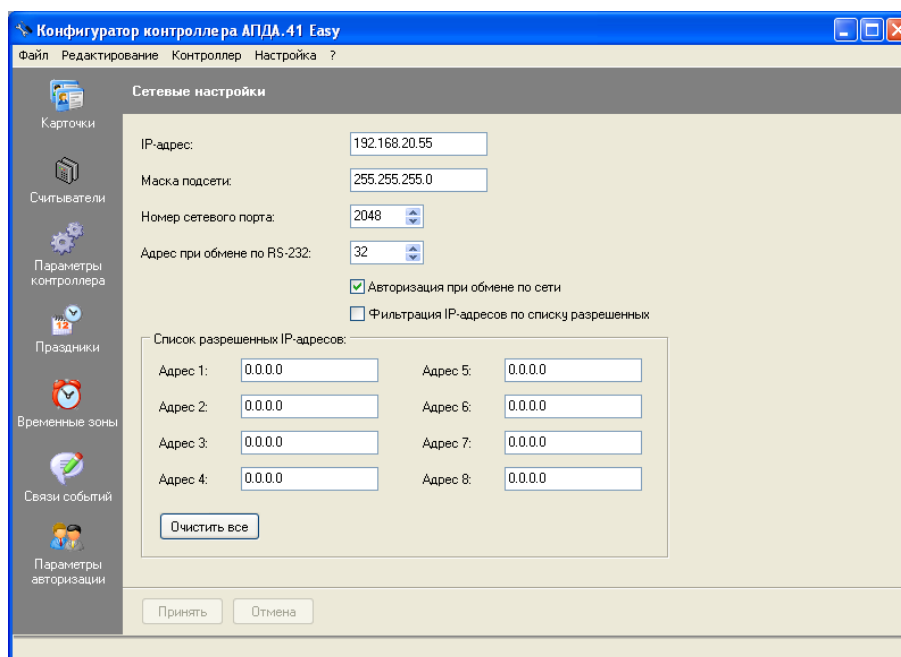 Конфигуратор контроллера АПДА.41 Easy
Файл Редактирование Контроллер Настройка ?
Карточки
Считыватели
Параметры
контроллера
12
Праздники
Временные зоны
Связи событий
Параметры
авторизации
Сетевые настройки
IP-адрес: 192.168.20.55
Маска подсети: 255.255.255.0
Номер сетевого порта: 2048
Адрес при обмене по RS-232: 32
Авторизация при обмене по сети
Фильтрация IP-адресов по списку разрешенных
Список разрешенных IP-адресов:
Адрес 1: 0.0.0.0 Адрес 5: 0.0.0.0
Адрес 2: 0.0.0.0 Адрес 6: 0.0.0.0
Адрес 3: 0.0.0.0 Адрес 7: 0.0.0.0
Адрес 4: 0.0.0.0 Адрес 8: 0.0.0.0
Очистить все
Принять Отмена